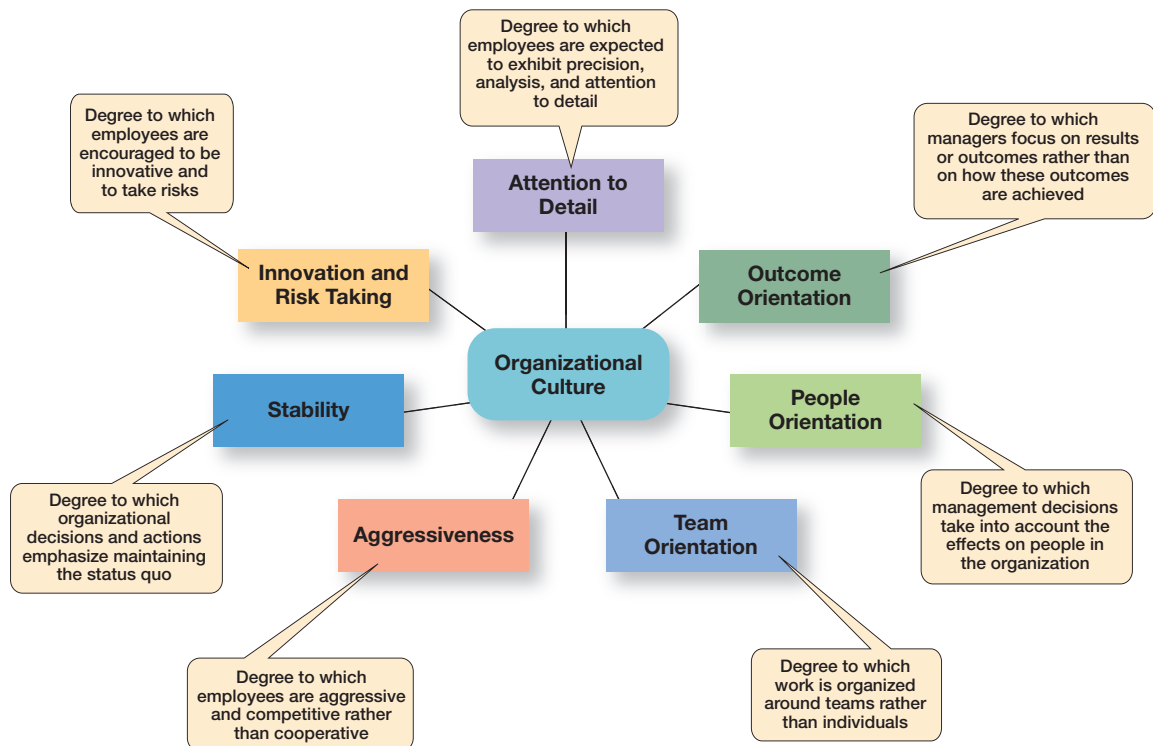 Degree to which
employees are expected
to exhibit precision,
analysis, and attention
to detail
Degree to which
employees are
encouraged to be
innovative and
to take risks
Degree to which
managers focus on results
or outcomes rather than
on how these outcomes
are achieved
Attention to
Detail
Innovation and
Risk Taking
Outcome
Orientation
Organizational
Culture
Stability
People
Orientation
Degree to which
organizational
decisions and actions
emphasize maintaining
the status quo
Aggressiveness
Team
Orientation
Degree to which
management decisions
take into account the
effects on people in
the organization
Degree to which
employees are aggressive
and competitive rather
than cooperative
Degree to which
work is organized
around teams rather
than individuals